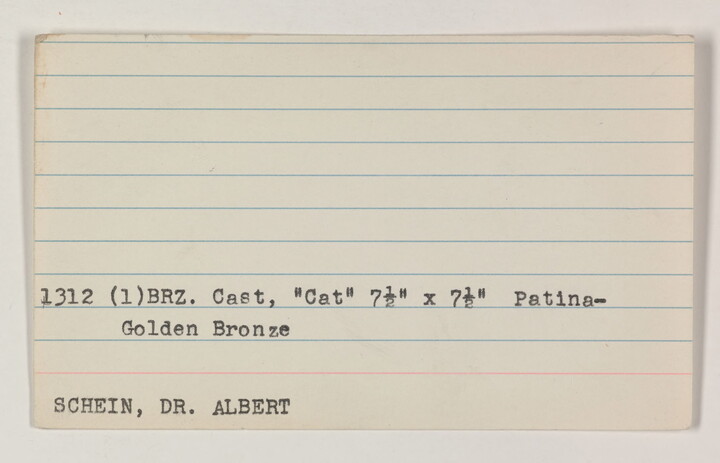 1312 (1)BRZ. Cast, "Cat" 7½" x 7½" Patina-
Golden Bronze
SCHEIN, DR. ALBERT